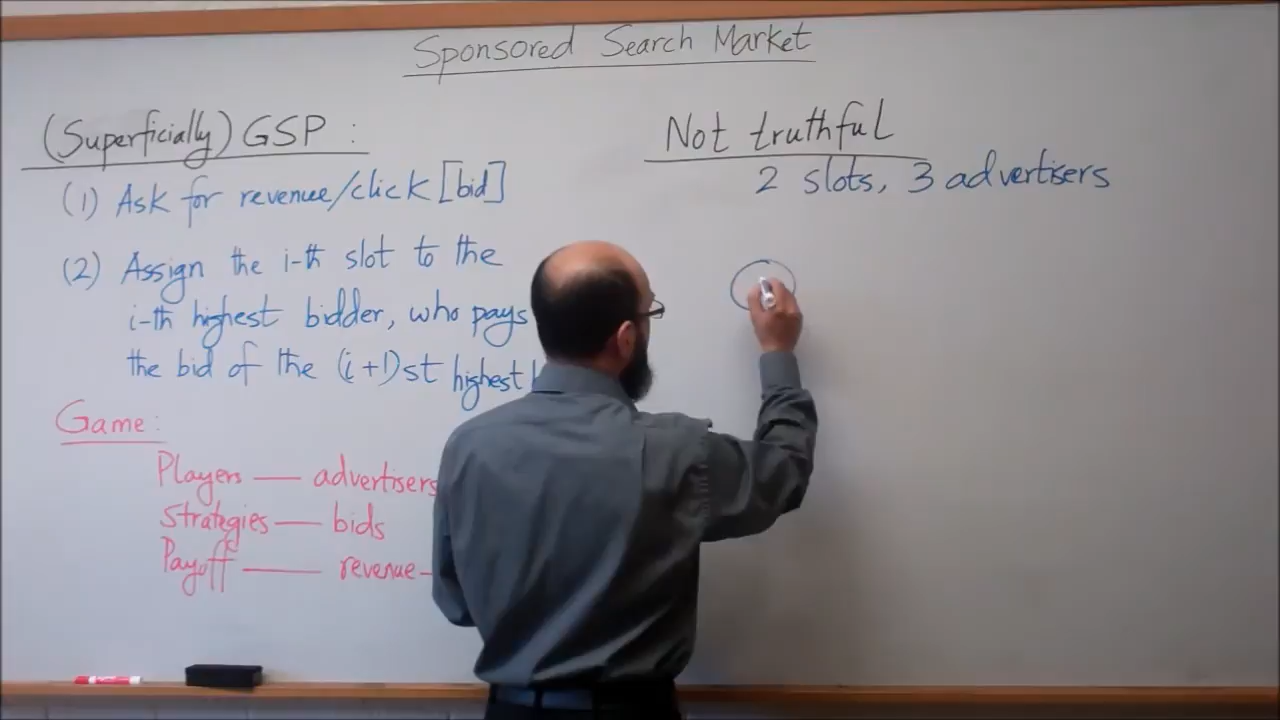 Sponsored Search Market
(Superficially) GSP :
(1) Ask for revenue/click [bid]
(2) Assign the i-th slot to the
i-th highest bidder, who pays
the bid of the (i+1)st highest
Game:
Players — advertisers
Strategies — bids
Payoff — revenue -
Not truthful
2 slots, 3 advertisers